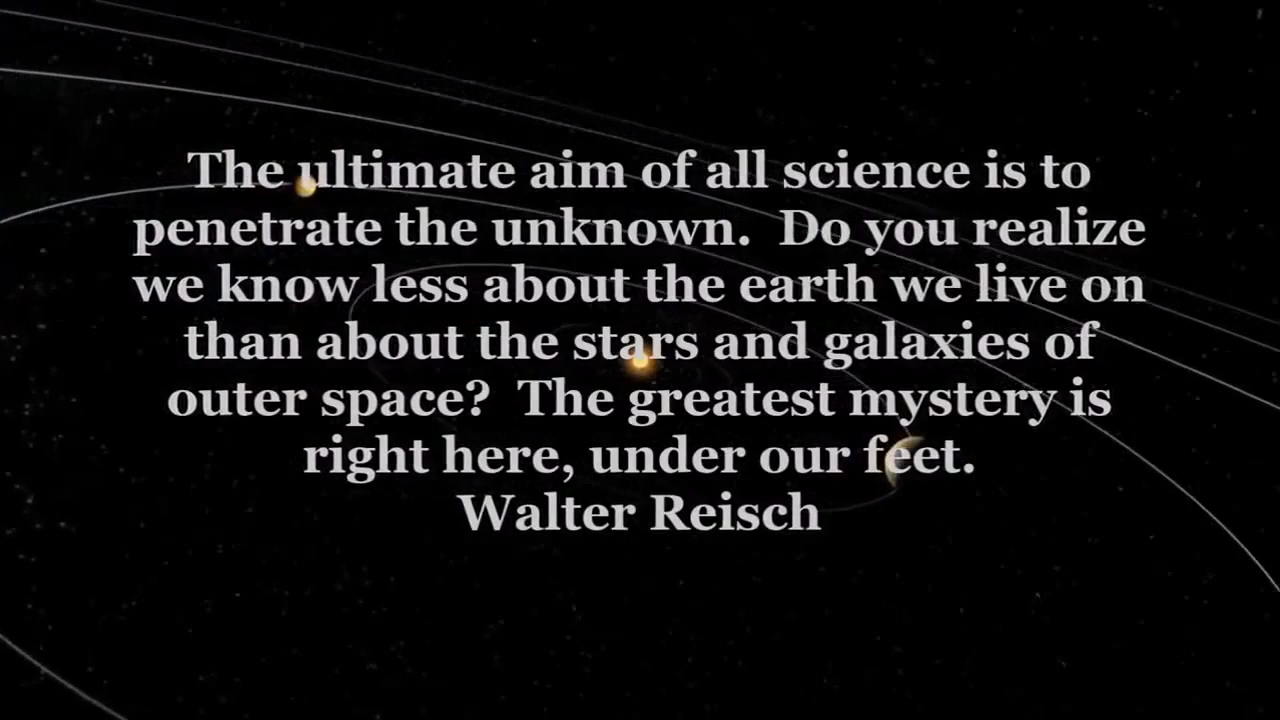 The ultimate aim of all science is to
penetrate the unknown.  Do you realize
we know less about the earth we live on
than about the stars and galaxies of
outer space?  The greatest mystery is
right here, under our feet.
Walter Reisch